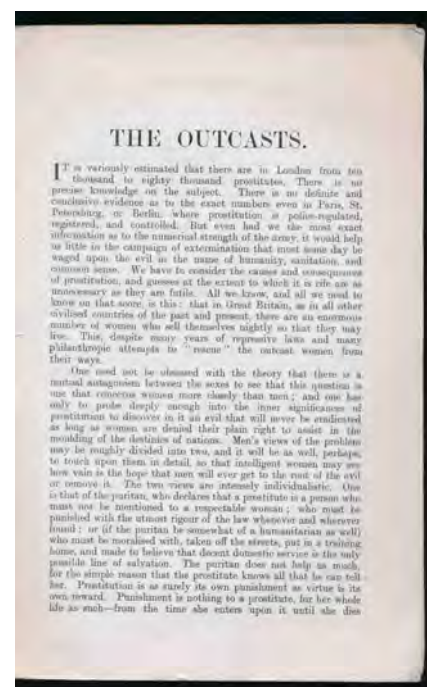 THE OUTCASTS.
IT is variously estimated that there are in London from ten
thousand to eighty thousand prostitutes. There is no
precise knowledge on the subject. There is no definite and
conclusive evidence as to the exact numbers even in Paris, St.
Petersburg, or Berlin, where prostitution is police-regulated,
registered, and controlled. But even had we the most exact
information as to the numerical strength of the army, it would help
us little in the campaign of extermination that must some day be
waged upon the evil in the name of humanity, sanitation, and
common sense. We have to consider the causes and consequences
of prostitution, and guesses at the extent to which it is rife are as
unnecessary as they are futile. All we know, and all we need to
know on that score, is this: that in Great Britain, as in all other
civilised countries of the past and present, there are an enormous
number of women who sell themselves nightly so that they may
live. This, despite many years of repressive laws and many
philanthropic attempts to "rescue" the outcast women from
their ways.
One need not be obsessed with the theory that there is a
mutual antagonism between the sexes to see that this question is
one that concerns women more closely than men; and one has
only to probe deeply enough into the inner significances of
prostitution to discover in it an evil that will never be eradicated
as long as women are denied their plain right to assist in the
moulding of the destinies of nations. Men's views of the problem
may be roughly divided into two, and it will be as well, perhaps,
to touch upon them in detail, so that intelligent women may see
how vain is the hope that men will ever get to the root of the evil
or remove it. The two views are intensely individualistic. One
is that of the puritan, who declares that a prostitute is a person who
must not be mentioned to a respectable woman; who must be
punished with the utmost rigour of the law whenever and wherever
found; or (if the puritan be somewhat of a humanitarian as well)
who must be moralised with, taken off the streets, put in a training
home, and made to believe that decent domestic service is the only
possible line of salvation. The puritan does not help us much,
for the simple reason that the prostitute knows all that he can tell
her. Prostitution is as surely its own punishment as virtue is its
own reward. Punishment is nothing to a prostitute, for her whole
life as such—from the time she enters upon it until she dies